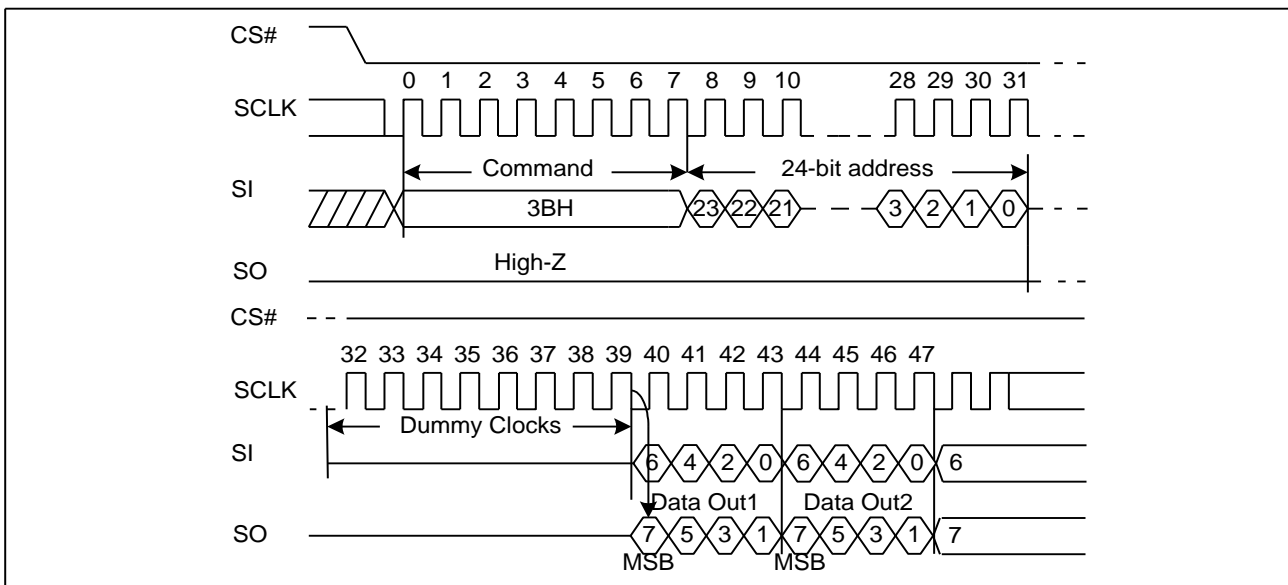 CS#
0 1 2 3 4 5 6 7 8 9 10 28 29 30 31
SCLK
Command 24-bit address
SI
3BH 23 22 21 3 2 1 0
High-Z
SO
CS#
32 33 34 35 36 37 38 39 40 41 42 43 44 45 46 47
SCLK
Dummy Clocks
SI
6 4 2 0 6 4 2 0 6
Data Out1 Data Out2
SO
7 5 3 1 7 5 3 1 7
MSB MSB